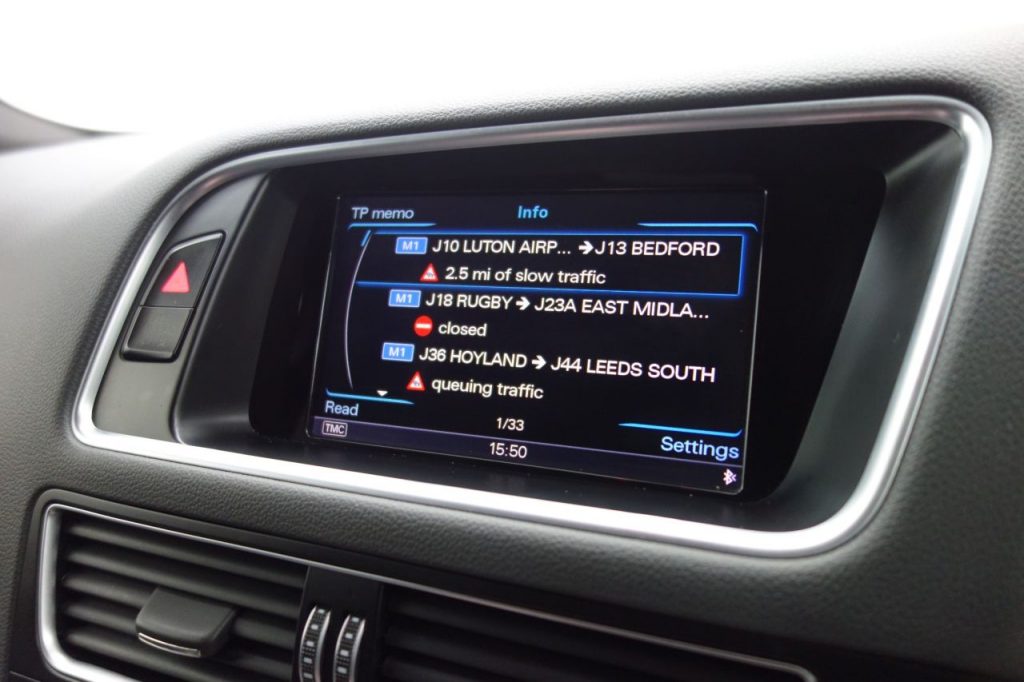 TP memo Info
M1 J10 LUTON AIRP... ➔J13 BEDFORD
2.5 mi of slow traffic
M1 J18 RUGBY ➔ J23A EAST MIDLA...
closed
M1 J36 HOYLAND ➔ J44 LEEDS SOUTH
queuing traffic
Read 1/33 Settings
TMC 15:50